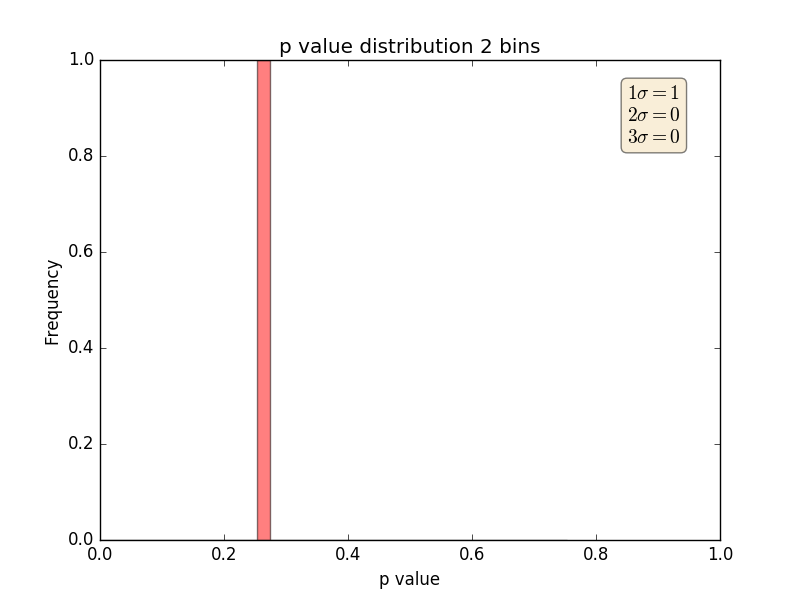 p value distribution 2 bins
1σ = 1
2σ = 0
3σ = 0
1.0
0.8
0.6
0.4
0.2
0.0
Frequency
0.0 0.2 0.4 0.6 0.8 1.0
p value